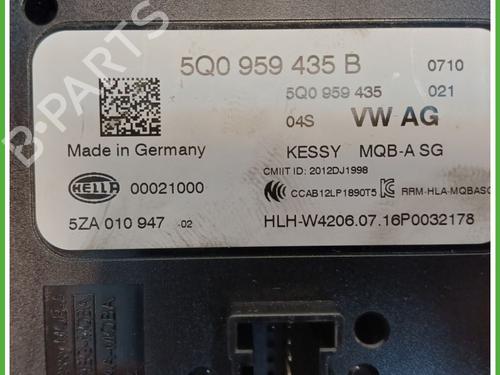 5Q0 959 435 B 0710
5Q0 959 435 021
04S VW AG
Made in Germany KESSY MQB-A SG
CMIIT ID: 2012DJ1998
HELLA 00021000 CCAB12LP1890T5 RRM-HLA-MQBASG
5ZA 010 947 -02 HLH-W4206.07.16P0032178
B-PARTS